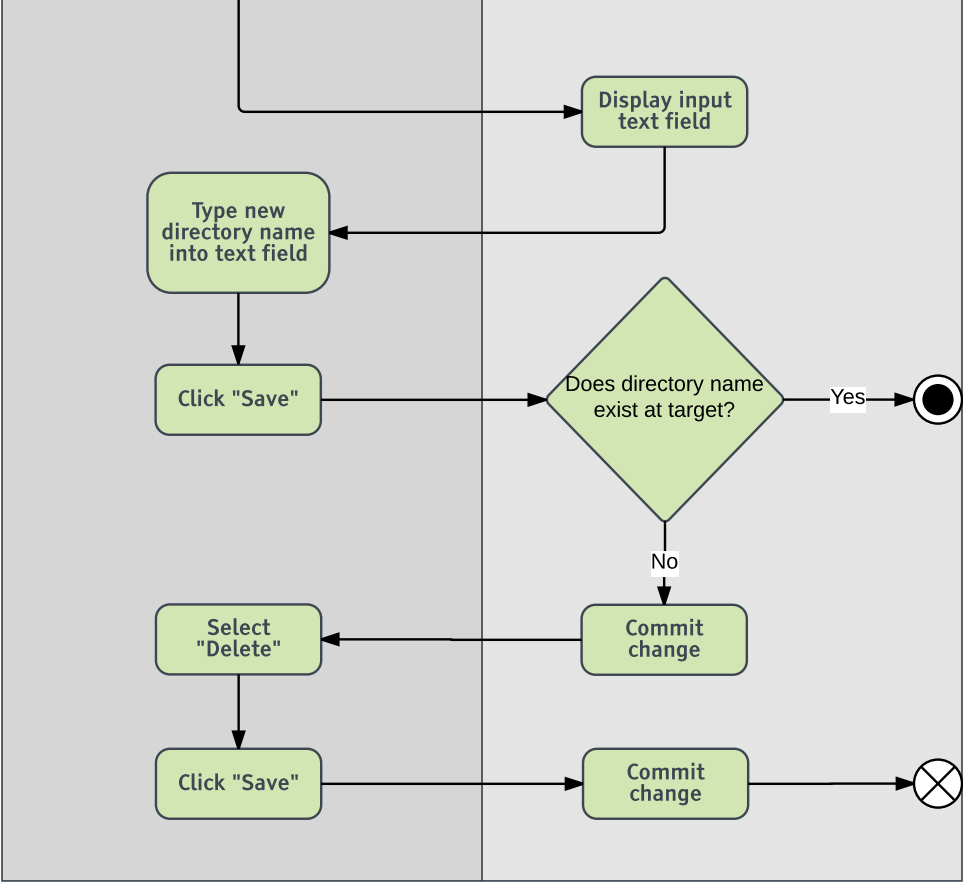 Display input
text field
Type new
directory name
into text field
Click "Save"
Does directory name
exist at target?
Yes
No
Commit
change
Select
"Delete"
Click "Save"
Commit
change